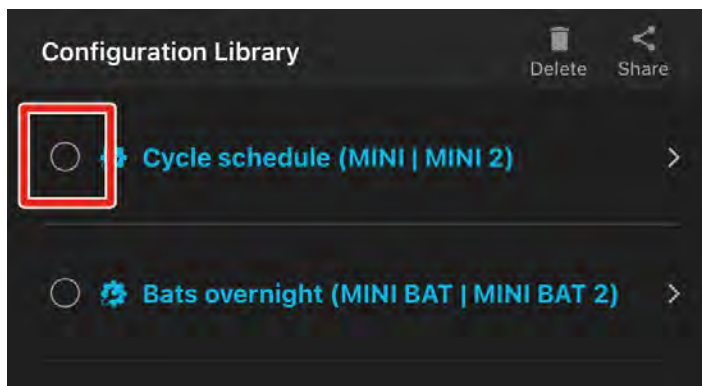 Configuration Library
Delete Share
Cycle schedule (MINI | MINI 2)
Bats overnight (MINI BAT | MINI BAT 2)